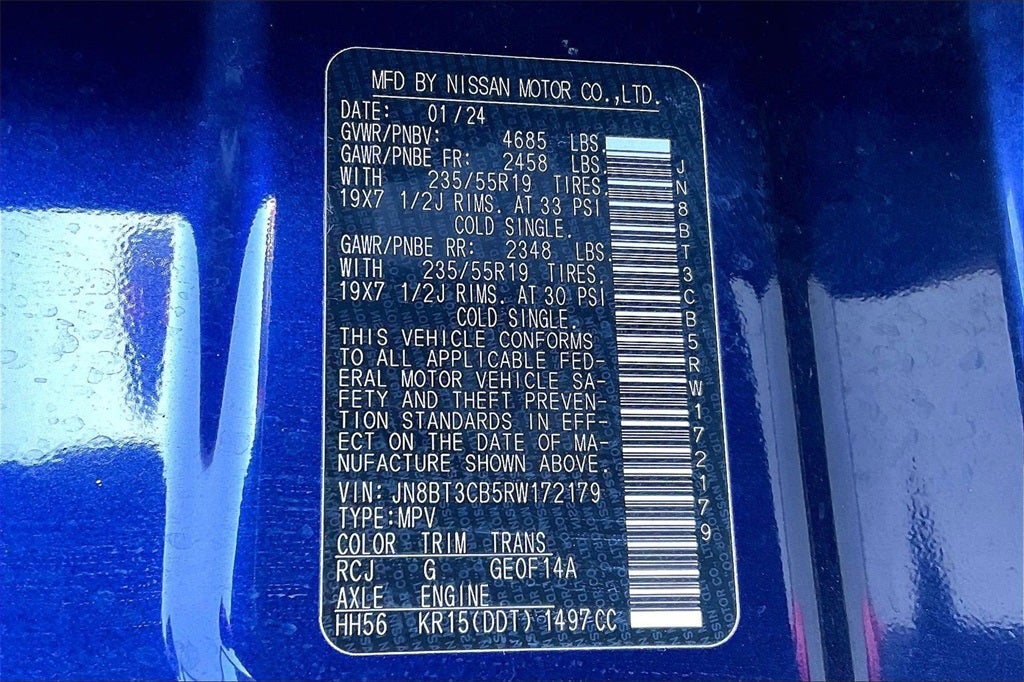 MFD BY NISSAN MOTOR CO.,LTD.
DATE: 01/24
GVWR/PNBV: 4685 LBS.
GAWR/PNBE FR: 2458 LBS.
WITH 235/55R19 TIRES.
19X7 1/2J RIMS. AT 33 PSI
COLD SINGLE.
GAWR/PNBE RR: 2348 LBS.
WITH 235/55R19 TIRES.
19X7 1/2J RIMS. AT 30 PSI
COLD SINGLE.
THIS VEHICLE CONFORMS
TO ALL APPLICABLE FED-
ERAL MOTOR VEHICLE SA-
FETY AND THEFT PREVEN-
TION STANDARDS IN EFF-
ECT ON THE DATE OF MA-
NUFACTURE SHOWN ABOVE.
VIN: JN8BT3CB5RW172179
TYPE:MPV
COLOR TRIM TRANS
RCJ G GEOF14A
AXLE ENGINE
HH56 KR15(DDT) 1497CC
JN8BT3CB5RW172179